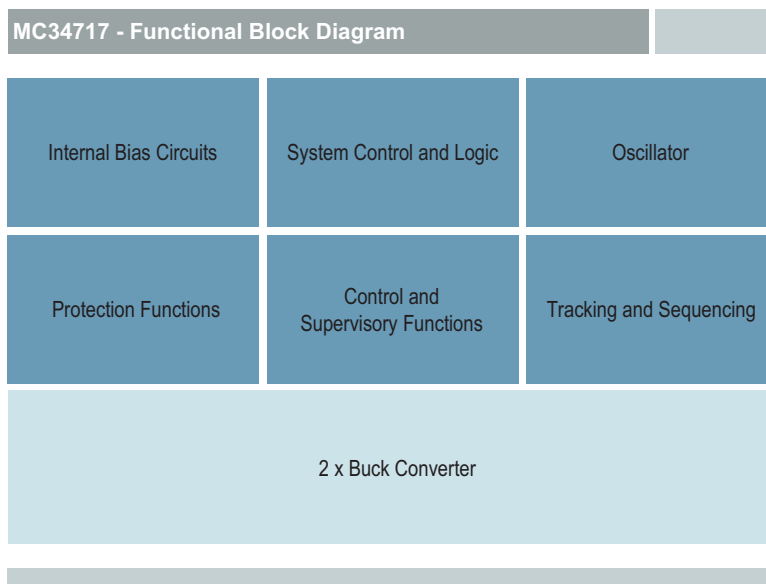 MC34717 - Functional Block Diagram
Internal Bias Circuits
System Control and Logic
Oscillator
Protection Functions
Control and
Supervisory Functions
Tracking and Sequencing
2 x Buck Converter